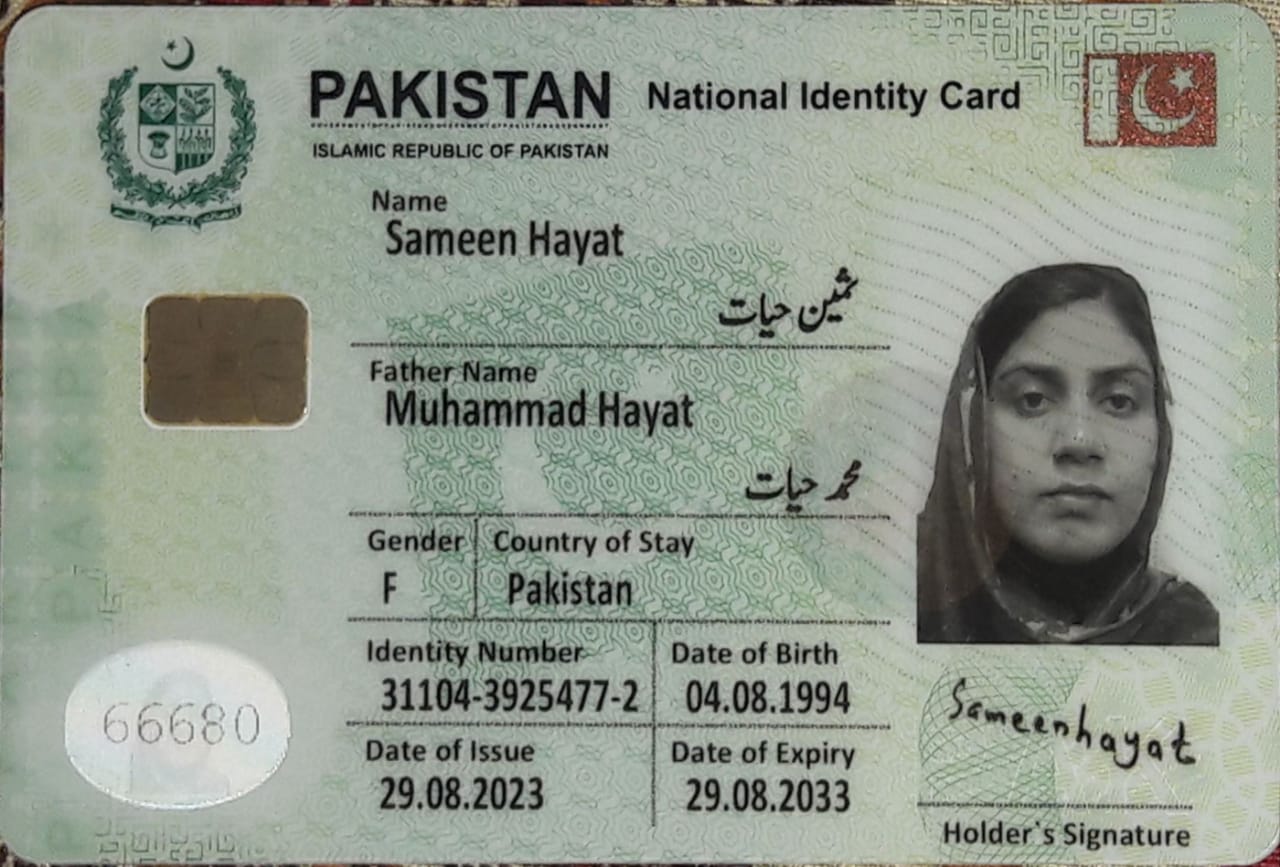 PAKISTAN National Identity Card
ISLAMIC REPUBLIC OF PAKISTAN
Name
Sameen Hayat
ثمین حیات
Father Name
Muhammad Hayat
محمد حیات
Gender Country of Stay
F Pakistan
Identity Number Date of Birth
31104-3925477-2 04.08.1994
Date of Issue Date of Expiry
29.08.2023 29.08.2033
66680
Sameenhayat
Holder`s Signature